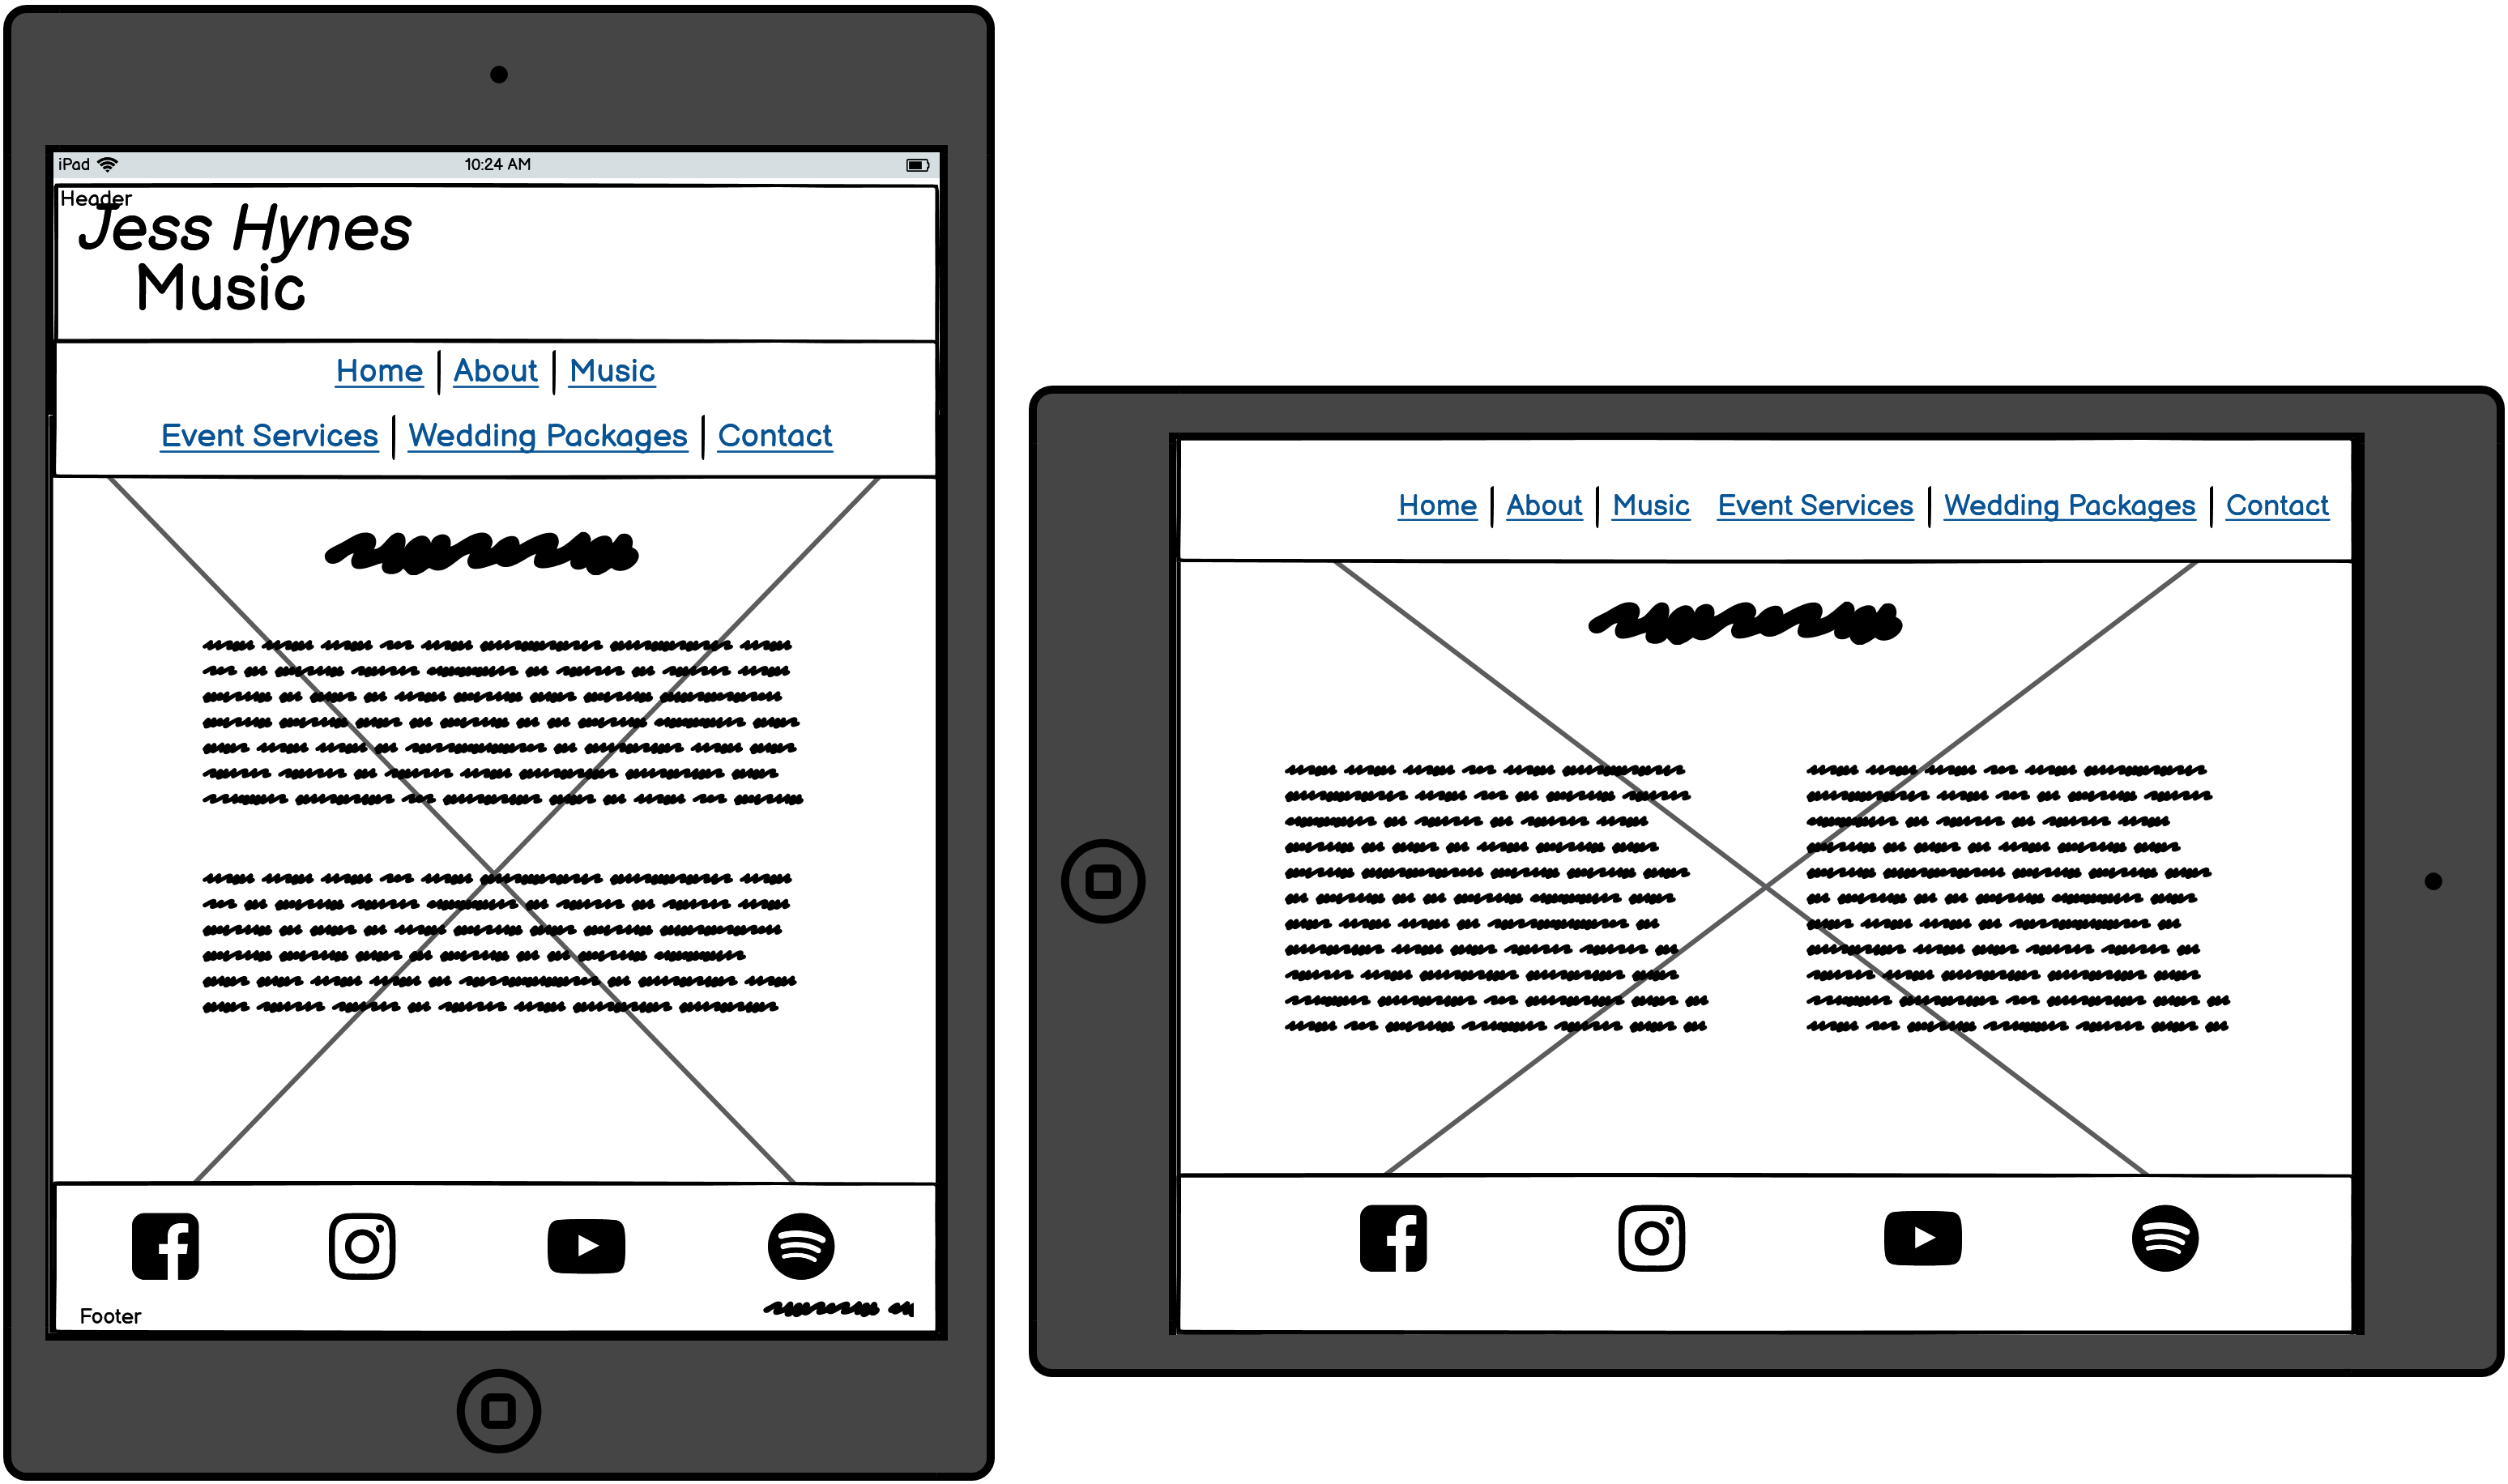 iPad 10:24 AM
Header
Jess Hynes
Music
Home | About | Music
Event Services | Wedding Packages | Contact
Footer
Home | About | Music Event Services | Wedding Packages | Contact